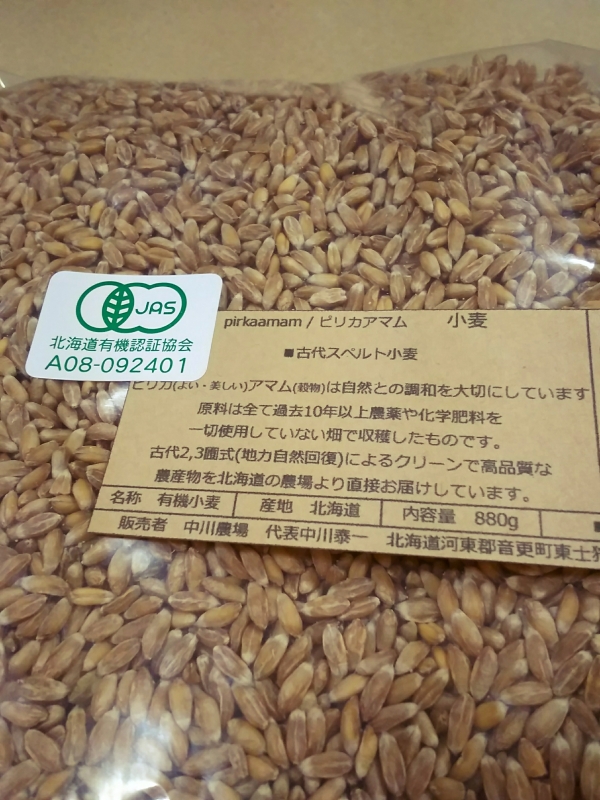 JAS
北海道有機認証協会
A08-092401
pirkaamam / ピリカアマム 小麦
■古代スペルト小麦
ピリカ(よい・美しい)アマム(穀物)は自然との調和を大切にしています
原料は全て過去10年以上農薬や化学肥料を
一切使用していない畑で収穫したものです。
古代2,3圃式(地力自然回復)によるクリーンで高品質な
農産物を北海道の農場より直接お届けしています。
名称 有機小麦 産地 北海道 内容量 880g
販売者 中川農場 代表中川泰一 北海道河東郡音更町東士狩